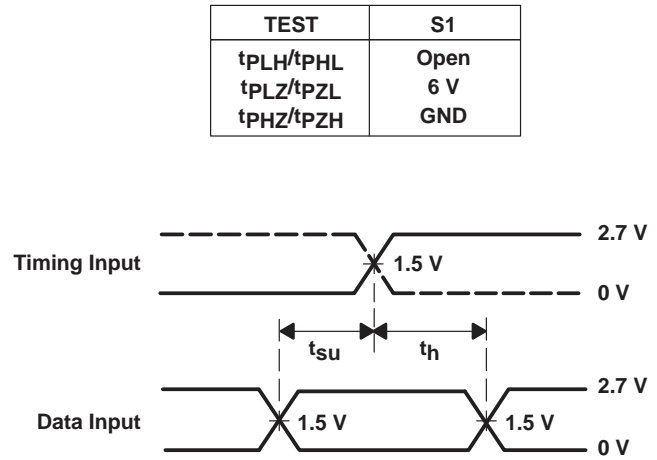 TEST S1
tPLH/tPHL Open
tPLZ/tPZL 6 V
tPHZ/tPZH GND
2.7 V
Timing Input 1.5 V
0 V
tsu th
2.7 V
Data Input 1.5 V 1.5 V
0 V